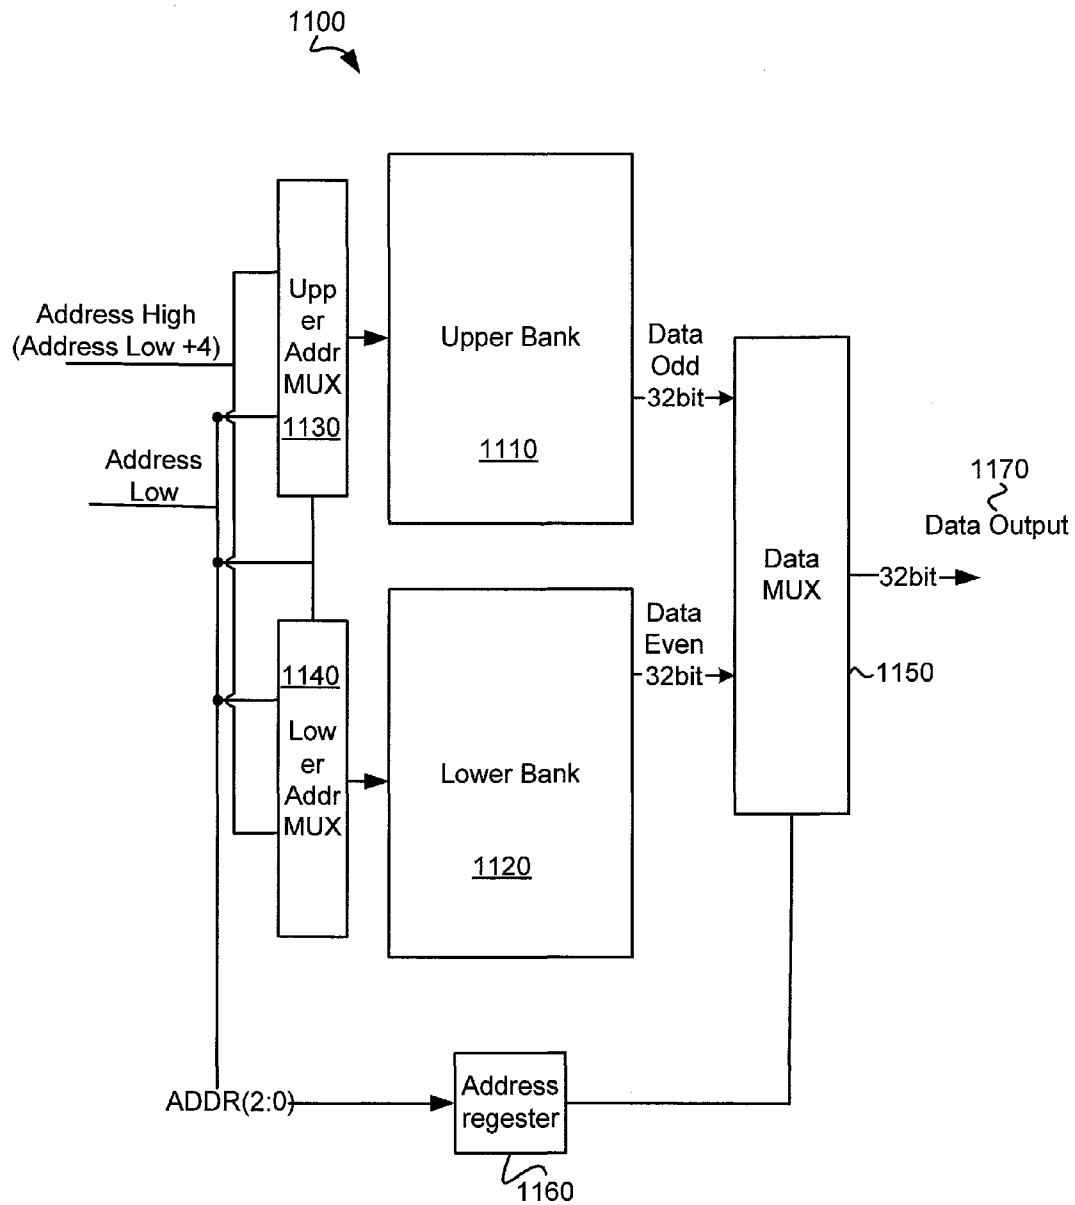 1100
Address High
(Address Low +4)
Upp
er
Addr
MUX
1130
Upper Bank
1110
Data
Odd
32bit
Address
Low
1170
Data Output
Data
MUX
32bit
1150
1140
Low
er
Addr
MUX
Lower Bank
1120
Data
Even
32bit
ADDR(2:0)
Address
regester
1160